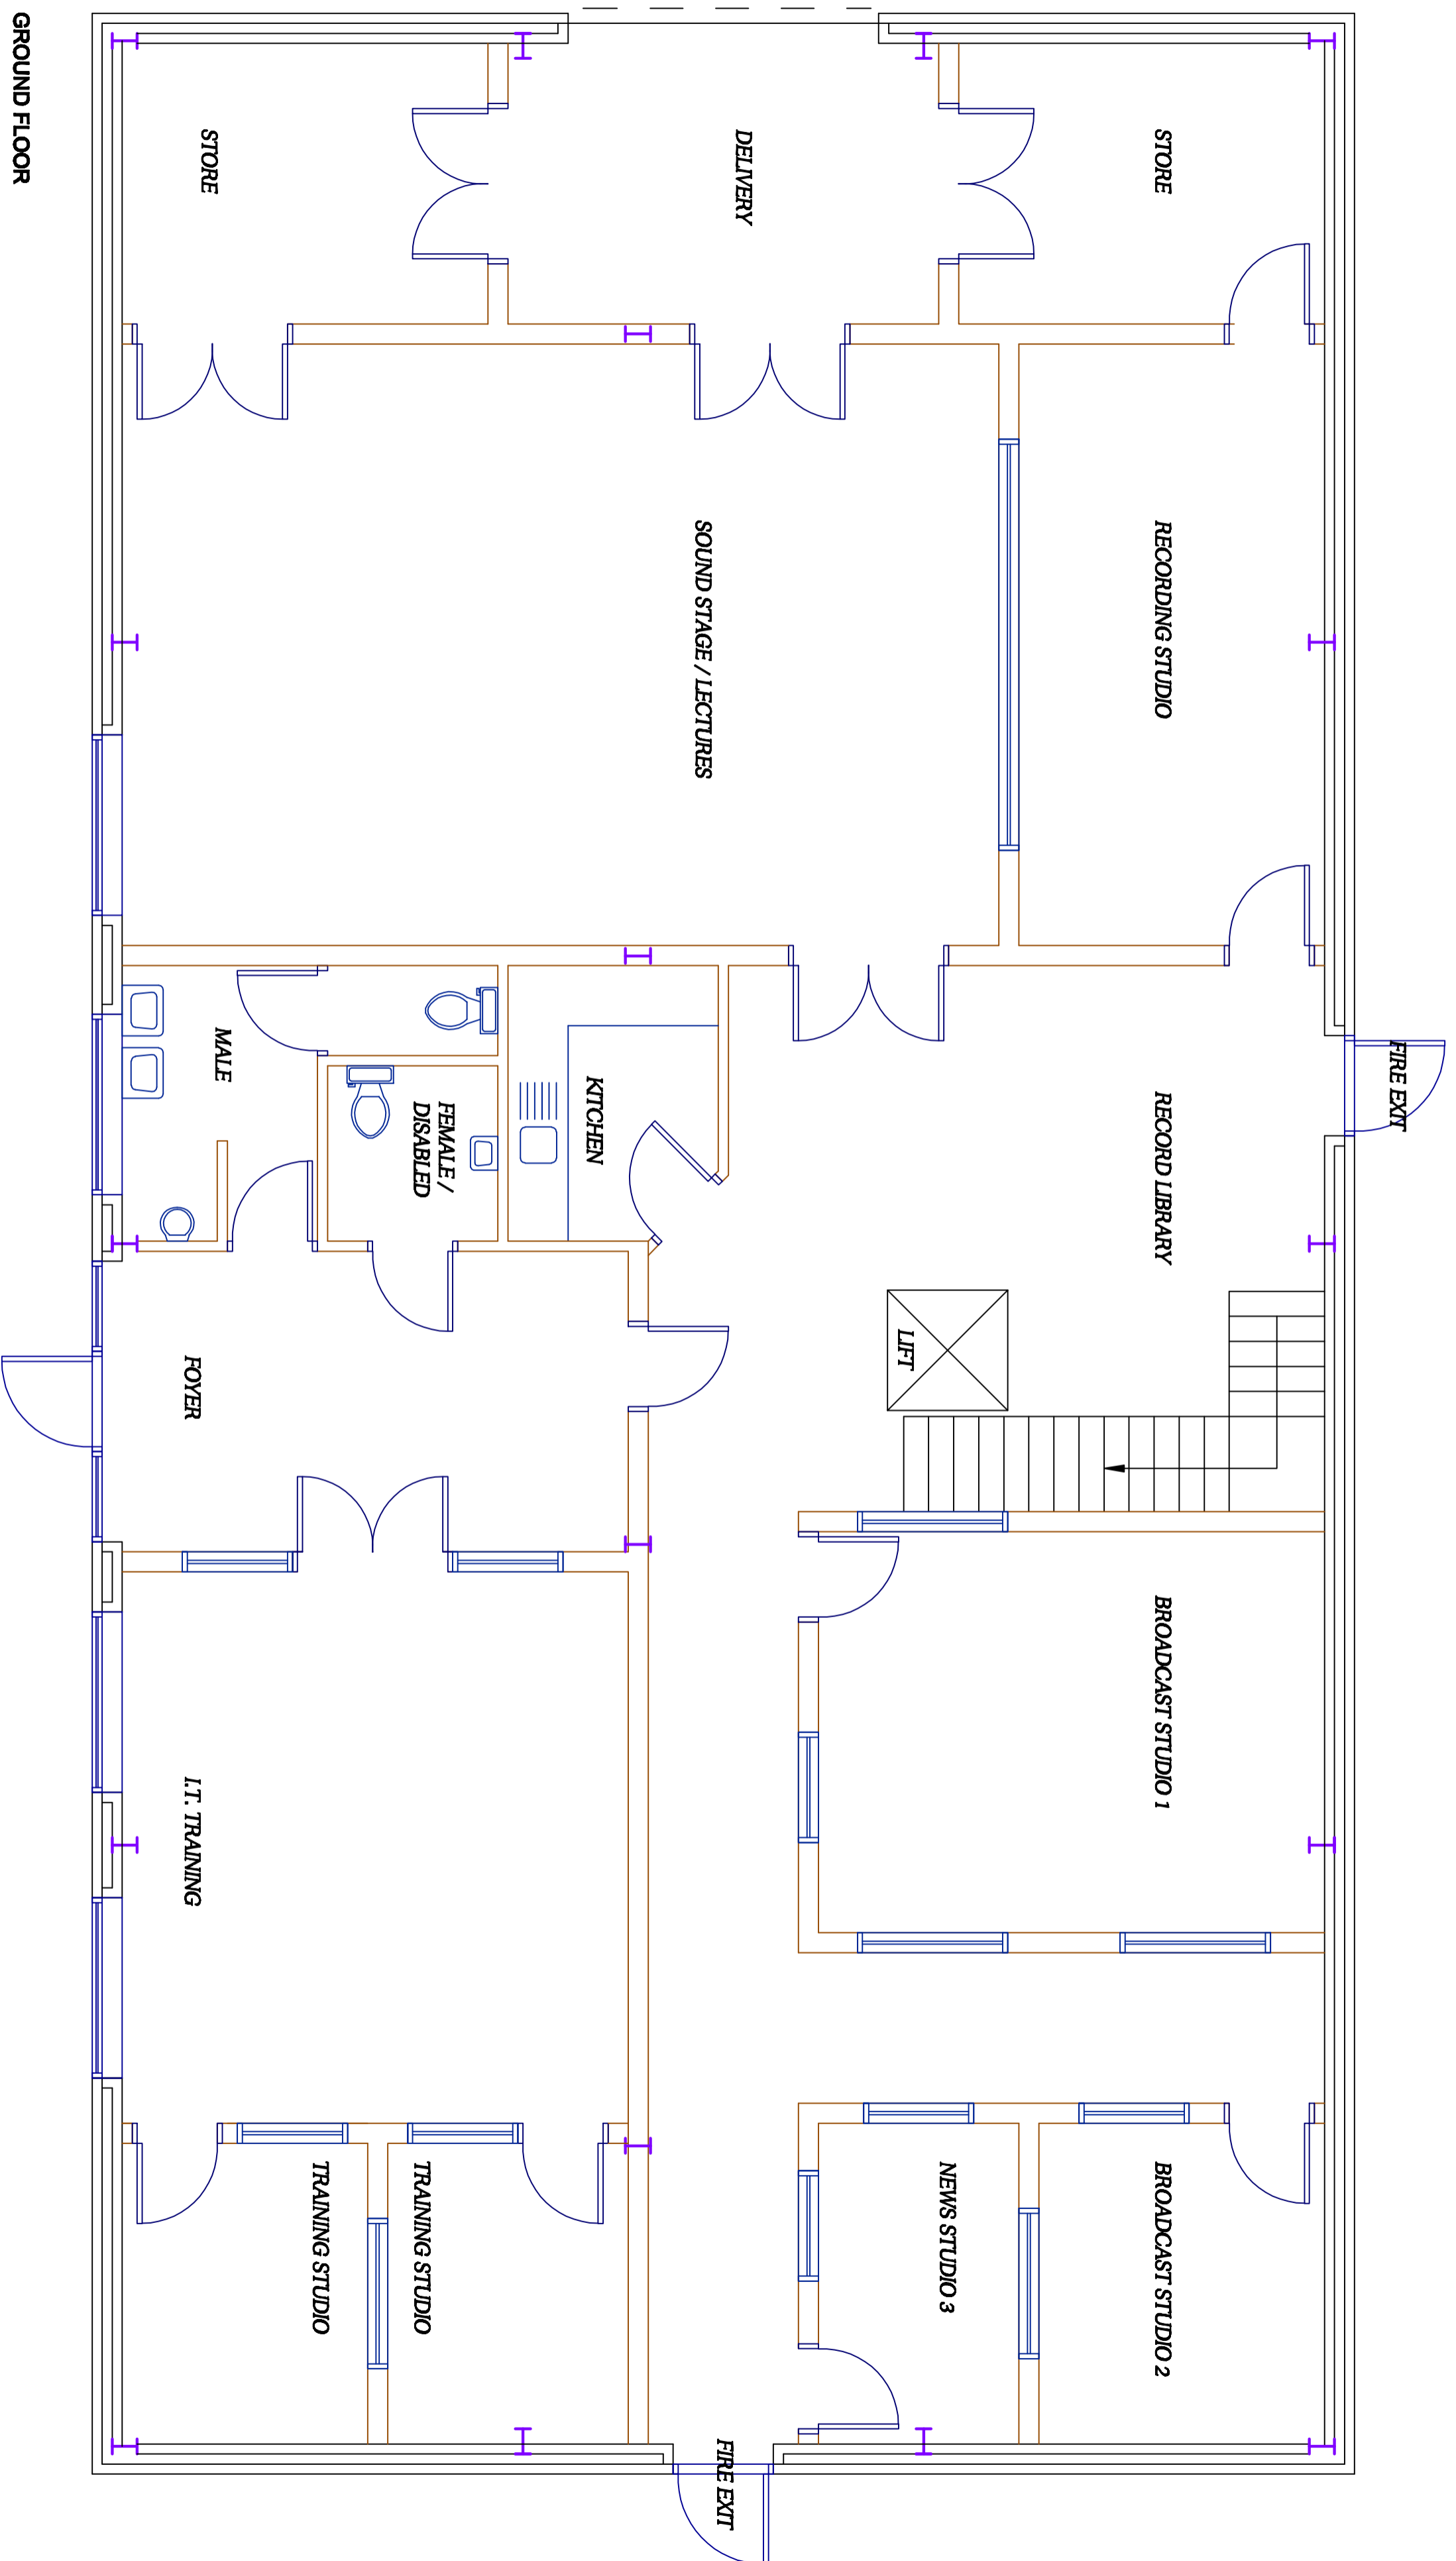 GROUND FLOOR
STORE
DELIVERY
STORE
SOUND STAGE / LECTURES
RECORDING STUDIO
MALE
FEMALE /
DISABLED
KITCHEN
RECORD LIBRARY
FIRE EXIT
LIFT
FOYER
BROADCAST STUDIO 1
I.T. TRAINING
TRAINING STUDIO
TRAINING STUDIO
NEWS STUDIO 3
BROADCAST STUDIO 2
FIRE EXIT